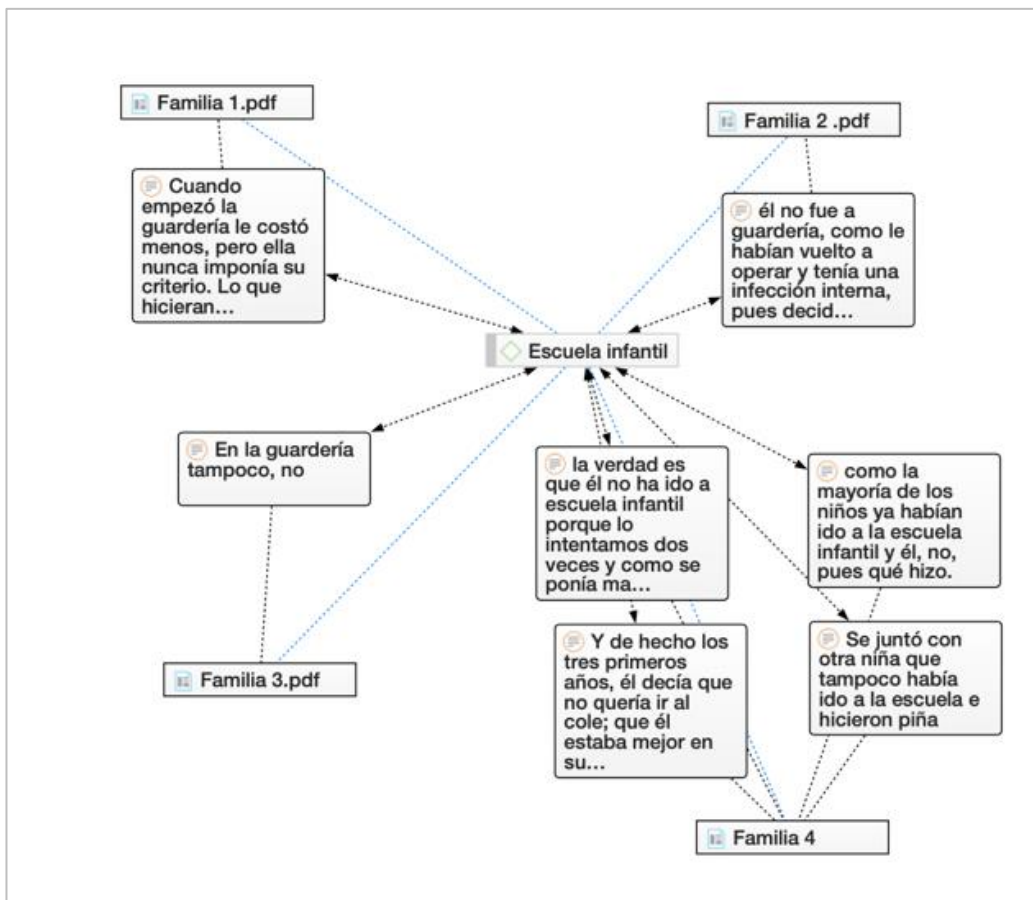 Familia 1.pdf
Familia 2 .pdf
Cuando
empezó la
guardería le costó
menos, pero ella
nunca imponía su
criterio. Lo que
hicieran...
él no fue a
guardería, como le
habían vuelto a
operar y tenía una
infección interna,
pues decid...
Escuela infantil
En la guardería
tampoco, no
la verdad es
que él no ha ido a
escuela infantil
porque lo
intentamos dos
veces y como se
ponía ma...
como la
mayoría de los
niños ya habían
ido a la escuela
infantil y él, no,
pues qué hizo.
Y de hecho los
tres primeros
años, él decía que
no quería ir al
cole; que él
estaba mejor en
su...
Se juntó con
otra niña que
tampoco había
ido a la escuela e
hicieron piña
Familia 3.pdf
Familia 4